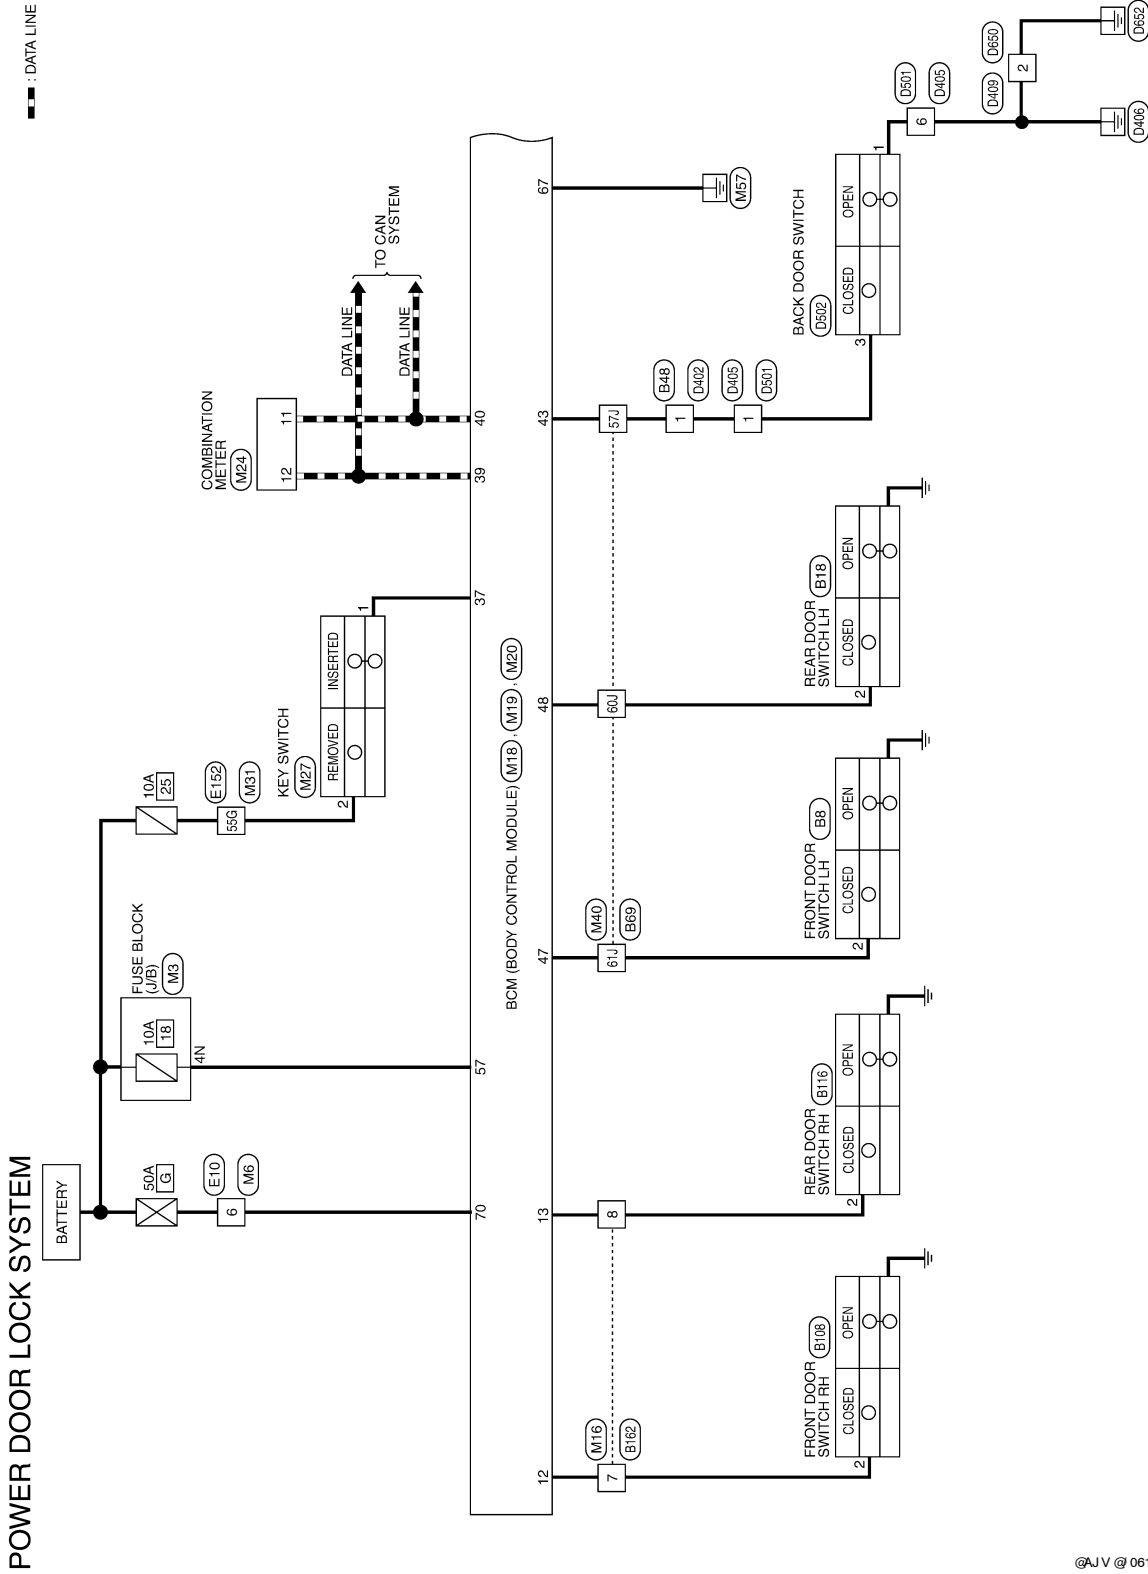 POWER DOOR LOCK SYSTEM
: DATA LINE
BATTERY
50A
G
E10
6
M6
70
FUSE BLOCK
(J/B)
M3
10A
18
4N
57
10A
25
E152
55G
M31
KEY SWITCH
M27
REMOVED
INSERTED
2
1
37
COMBINATION
METER
M24
12
11
DATA LINE
DATA LINE
TO CAN
SYSTEM
39
40
BCM (BODY CONTROL MODULE) M18 , M19 , M20
12
13
47
48
43
67
M57
M16
7
B162
8
M40
61J
B69
60J
57J
B48
1
D402
D405
1
D501
FRONT DOOR
SWITCH RH
B108
CLOSED
OPEN
2
REAR DOOR
SWITCH RH
B116
CLOSED
OPEN
2
FRONT DOOR
SWITCH LH
B8
CLOSED
OPEN
2
REAR DOOR
SWITCH LH
B18
CLOSED
OPEN
2
BACK DOOR SWITCH
D502
CLOSED
OPEN
3
1
D501
6
D405
D650
2
D409
D406
D652